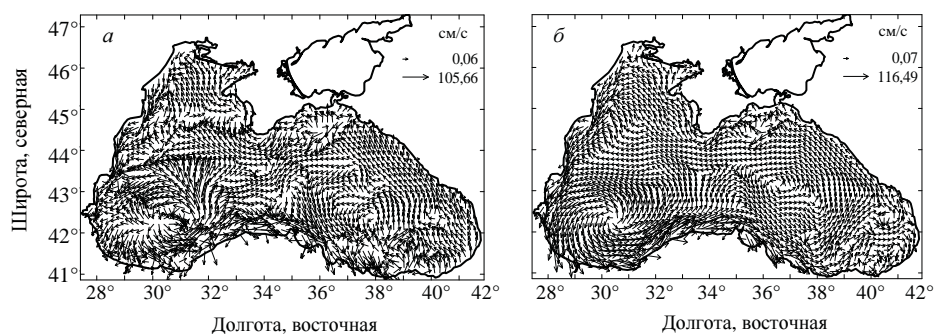 47°
46°
45°
44°
43°
42°
41°
Широта, северная
а
см/с
0,06
105,66
28 30 32 34 36 38 40 42°
Долгота, восточная
б
см/с
0,07
116,49
28° 30° 32° 34° 36° 38° 40° 42°
Долгота, восточная